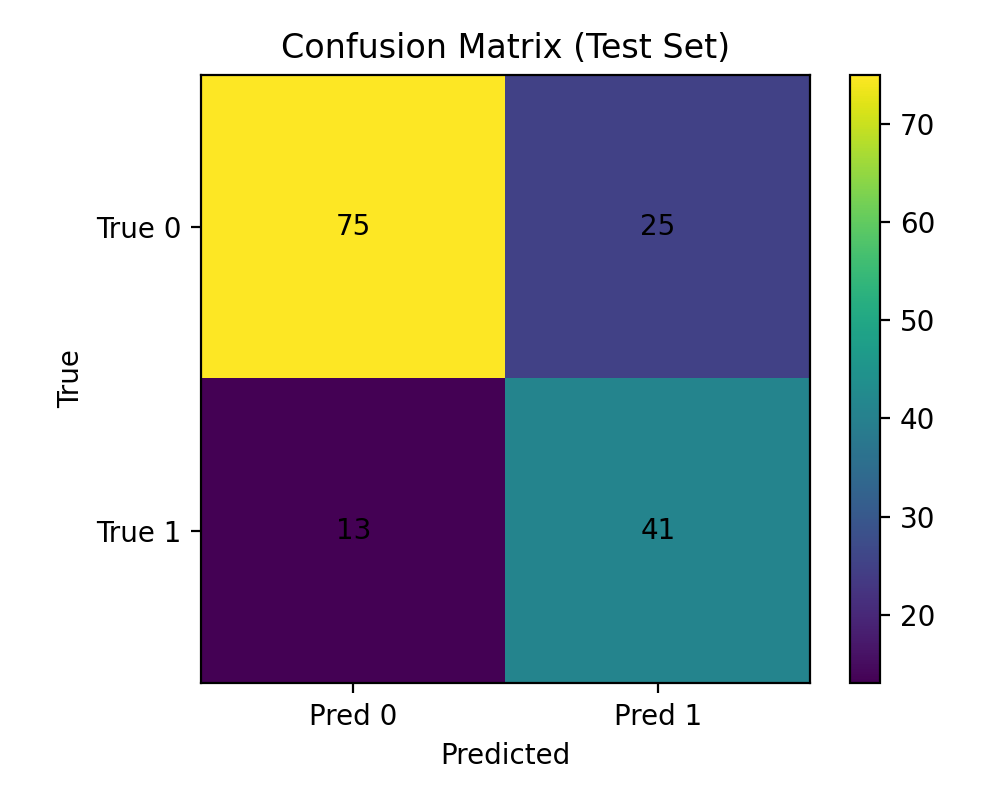 Confusion Matrix (Test Set)
True 0
75
25
True
True 1
13
41
Pred 0
Pred 1
Predicted
70
60
50
40
30
20